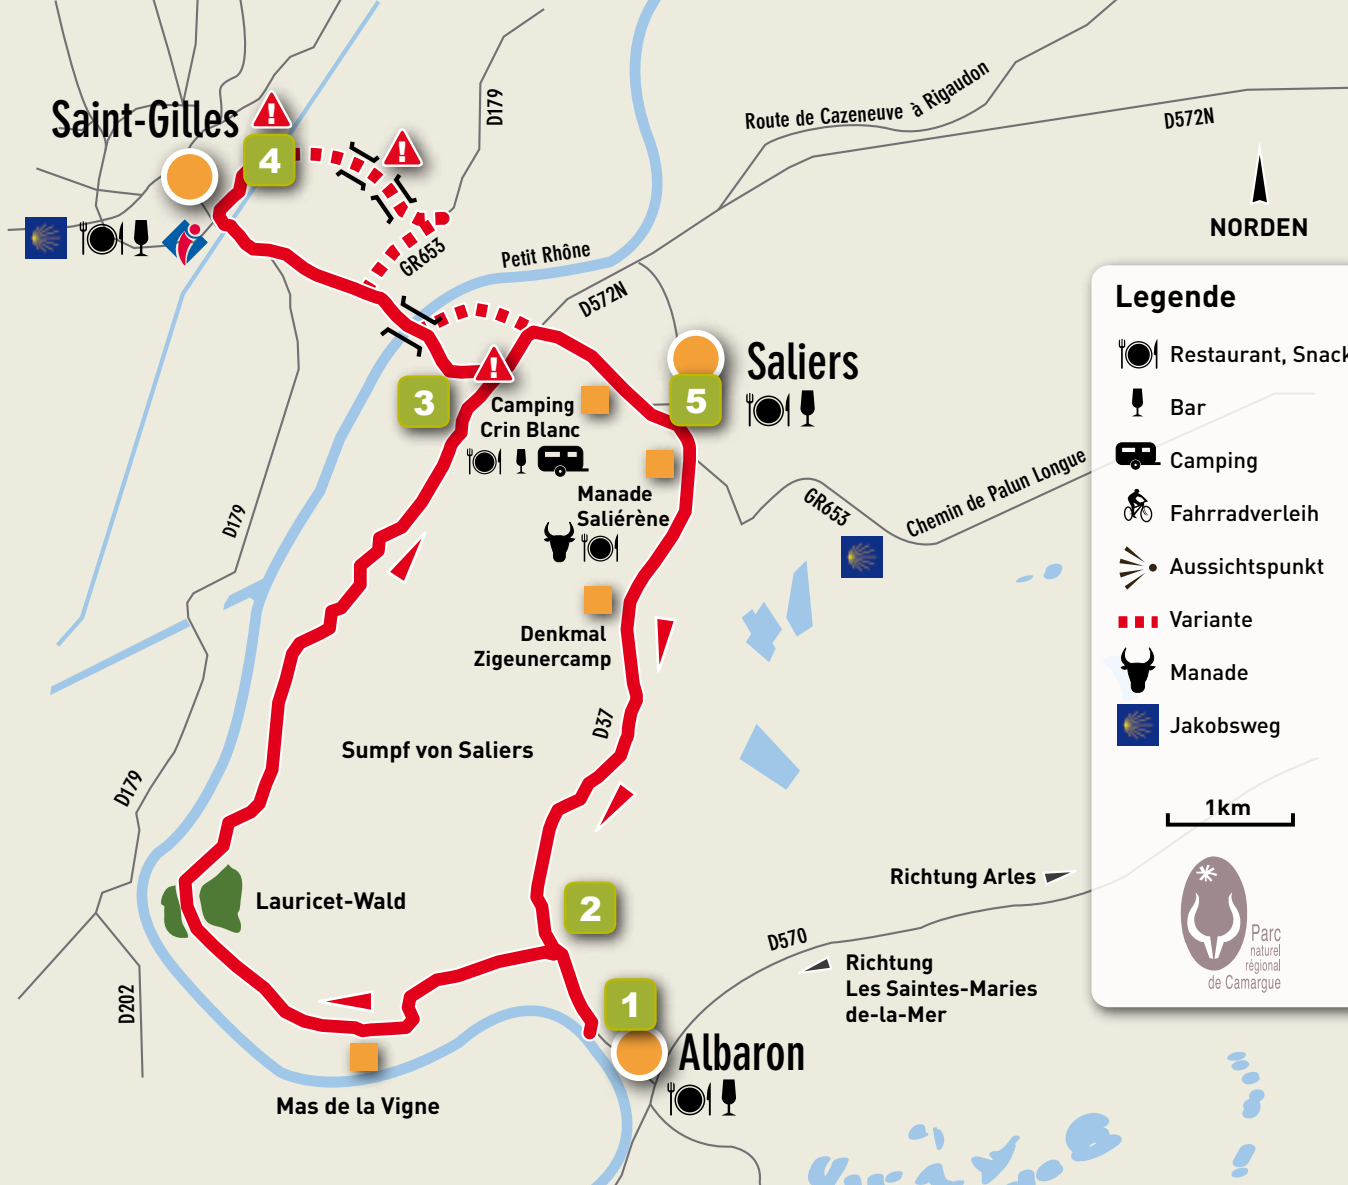 Saint-Gilles
4
!
!
D179
Route de Cazeneuve à Rigaudon
D572N
NORDEN
GR653
Petit Rhône
D572N
!
3
Saliers
5
Camping
Crin Blanc
Manade
Saliérène
GR653
Chemin de Palun Longue
D179
Denkmal
Zigeunercamp
D37
Sumpf von Saliers
D179
Lauricet-Wald
2
D202
1
Albaron
Mas de la Vigne
D570
Richtung Arles
Richtung
Les Saintes-Maries
de-la-Mer
Legende
Restaurant, Snack
Bar
Camping
Fahrradverleih
Aussichtspunkt
Variante
Manade
Jakobsweg
1km
Parc
naturel
régional
de Camargue